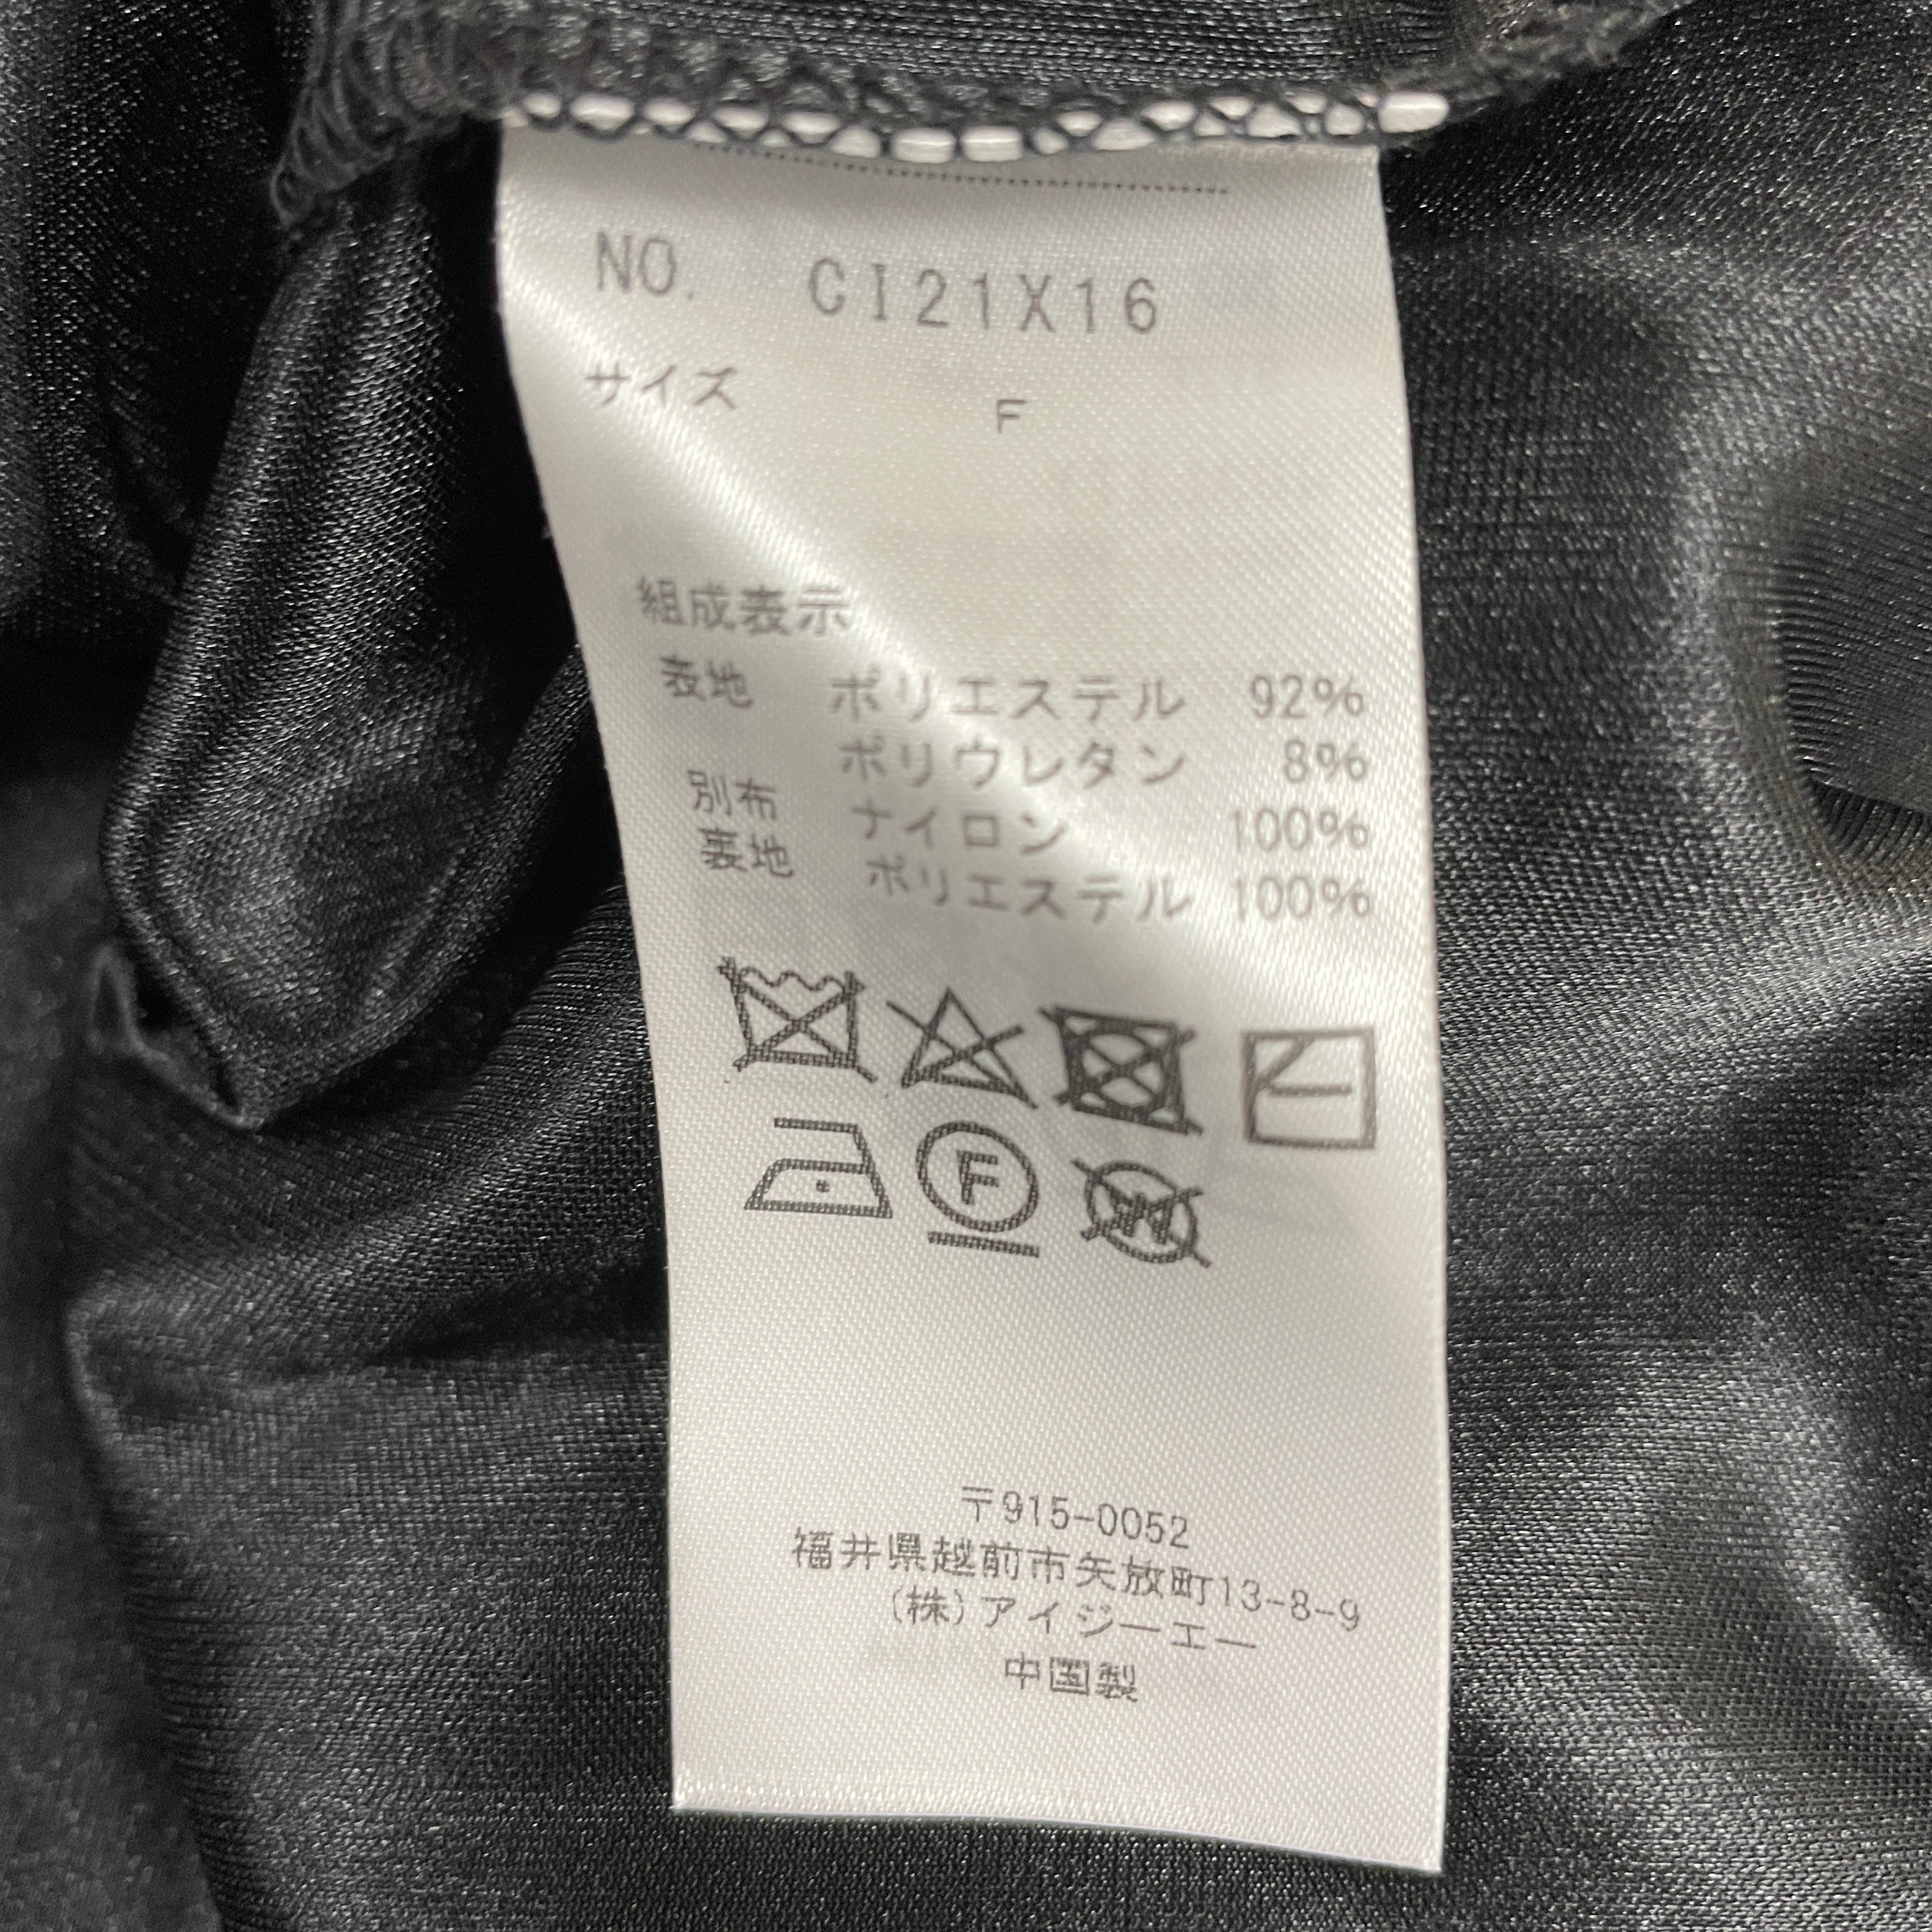 NO. CI21X16
サイズ F
組成表示
表地 ポリエステル 92%
ポリウレタン 8%
別布 ナイロン 100%
裏地 ポリエステル 100%
F
W
〒915-0052
福井県越前市矢放町13-8-9
(株)アイジーエー
中国製